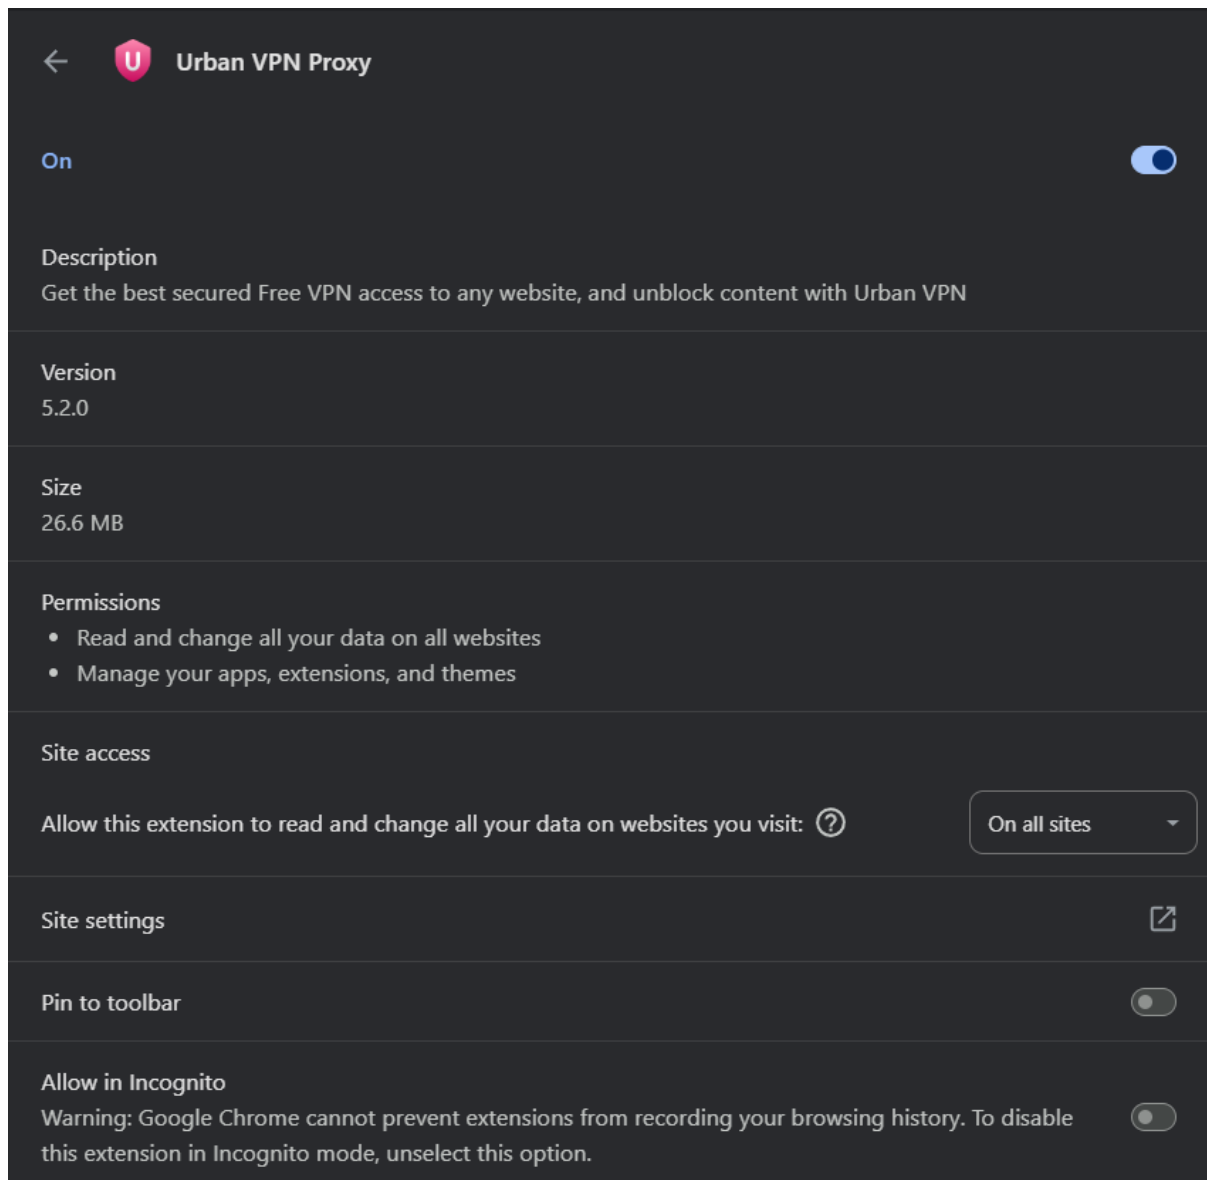 U
Urban VPN Proxy
On
Description
Get the best secured Free VPN access to any website, and unblock content with Urban VPN
Version
5.2.0
Size
26.6 MB
Permissions
• Read and change all your data on all websites
• Manage your apps, extensions, and themes
Site access
Allow this extension to read and change all your data on websites you visit: ?
On all sites
Site settings
Pin to toolbar
Allow in Incognito
Warning: Google Chrome cannot prevent extensions from recording your browsing history. To disable
this extension in Incognito mode, unselect this option.